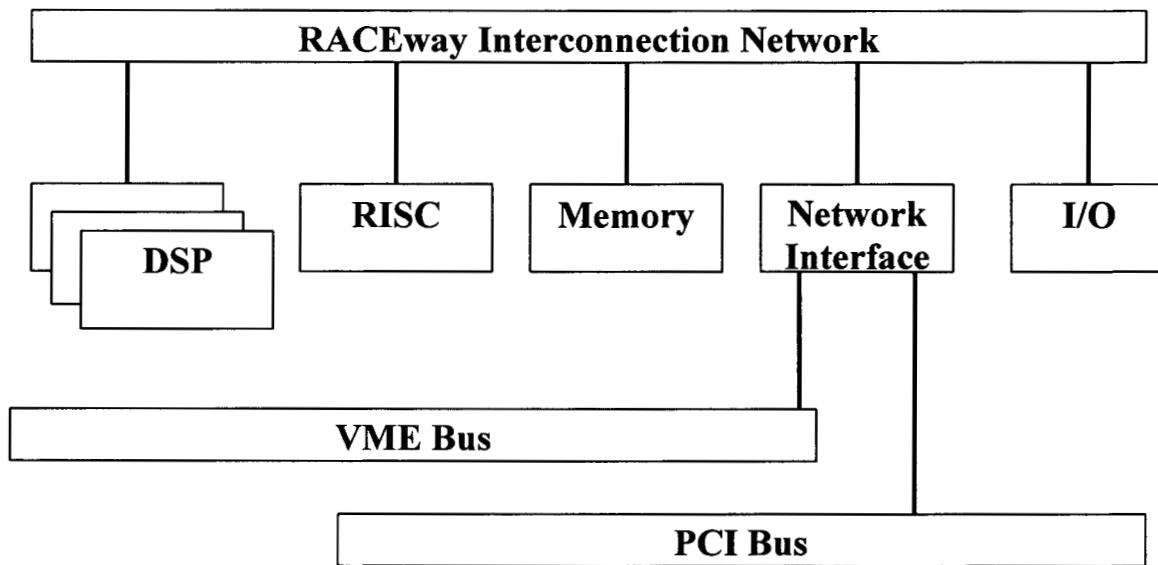 RACEway Interconnection Network
DSP
RISC
Memory
Network
Interface
I/O
VME Bus
PCI Bus